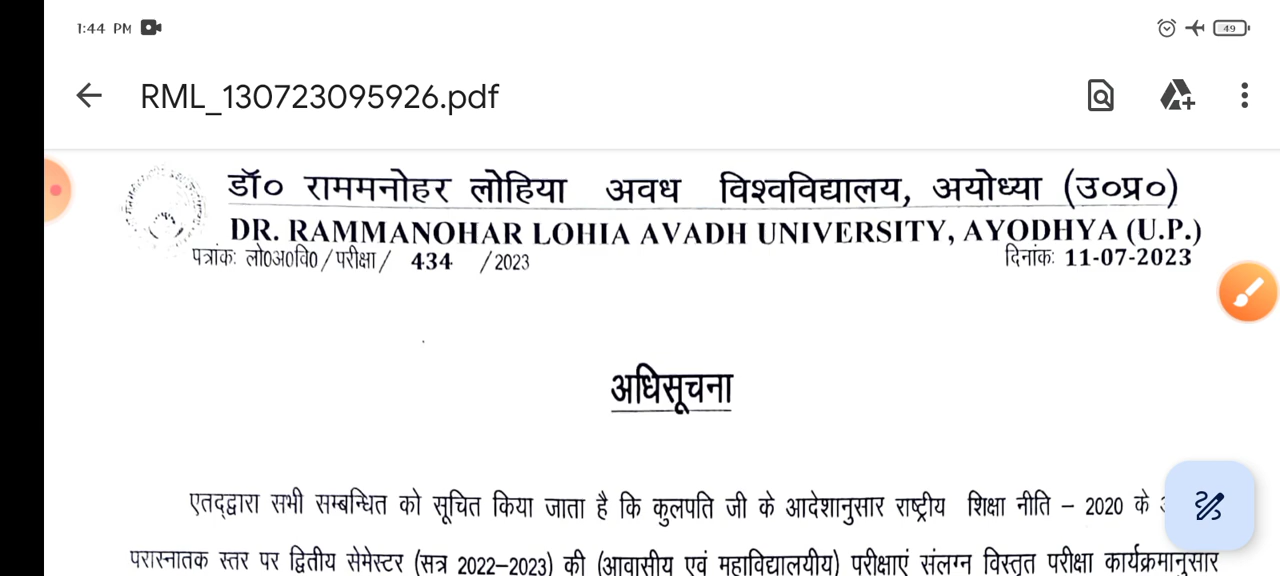 1:44 PM
49
RML_130723095926.pdf
डॉ० राममनोहर लोहिया अवध विश्वविद्यालय, अयोध्या (उ०प्र०)
DR. RAMMANOHAR LOHIA AVADH UNIVERSITY, AYODHYA (U.P.)
पत्रांकः लो0अ0वि0/परीक्षा/ 434 /2023
दिनांकः 11-07-2023
अधिसूचना
एतद्द्वारा सभी सम्बन्धित को सूचित किया जाता है कि कुलपति जी के आदेशानुसार राष्ट्रीय शिक्षा नीति – 2020 के
परास्नातक स्तर पर द्वितीय सेमेस्टर (सत्र 2022-2023) की (आवासीय एवं महाविद्यालयीय) परीक्षाएं संलग्न विस्तृत परीक्षा कार्यक्रमानुसार